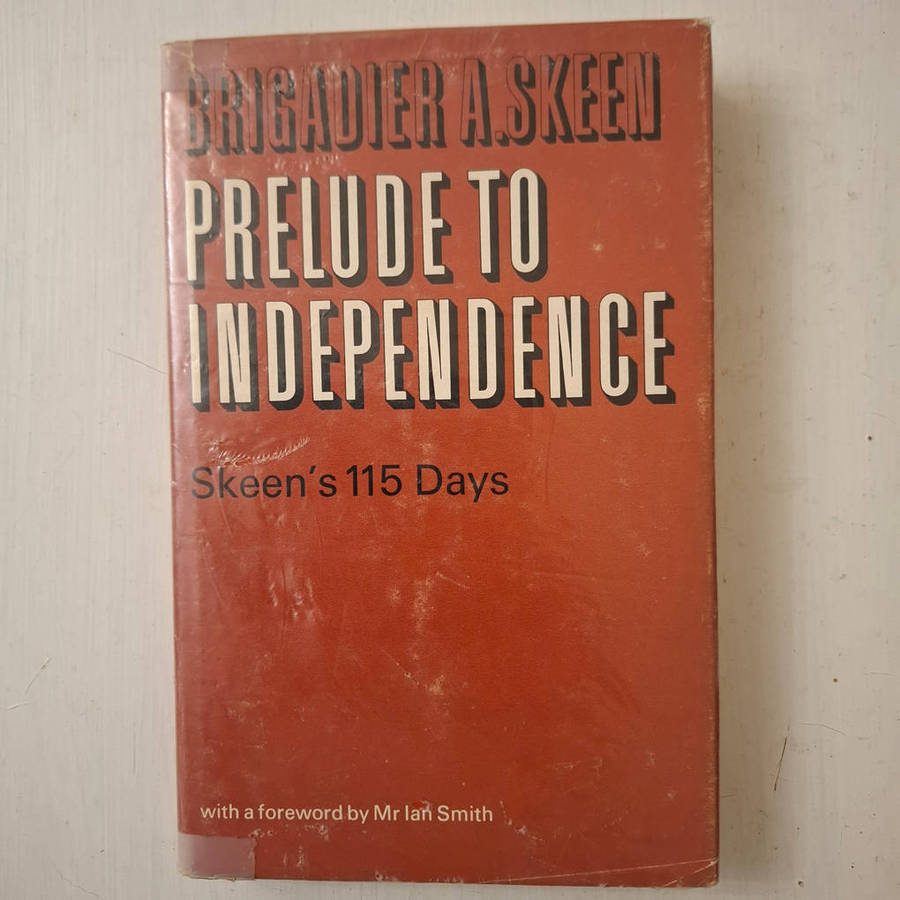 BRIGADIER A.SKEEN
PRELUDE TO
INDEPENDENCE
Skeen's 115 Days
with a foreword by Mr Ian Smith